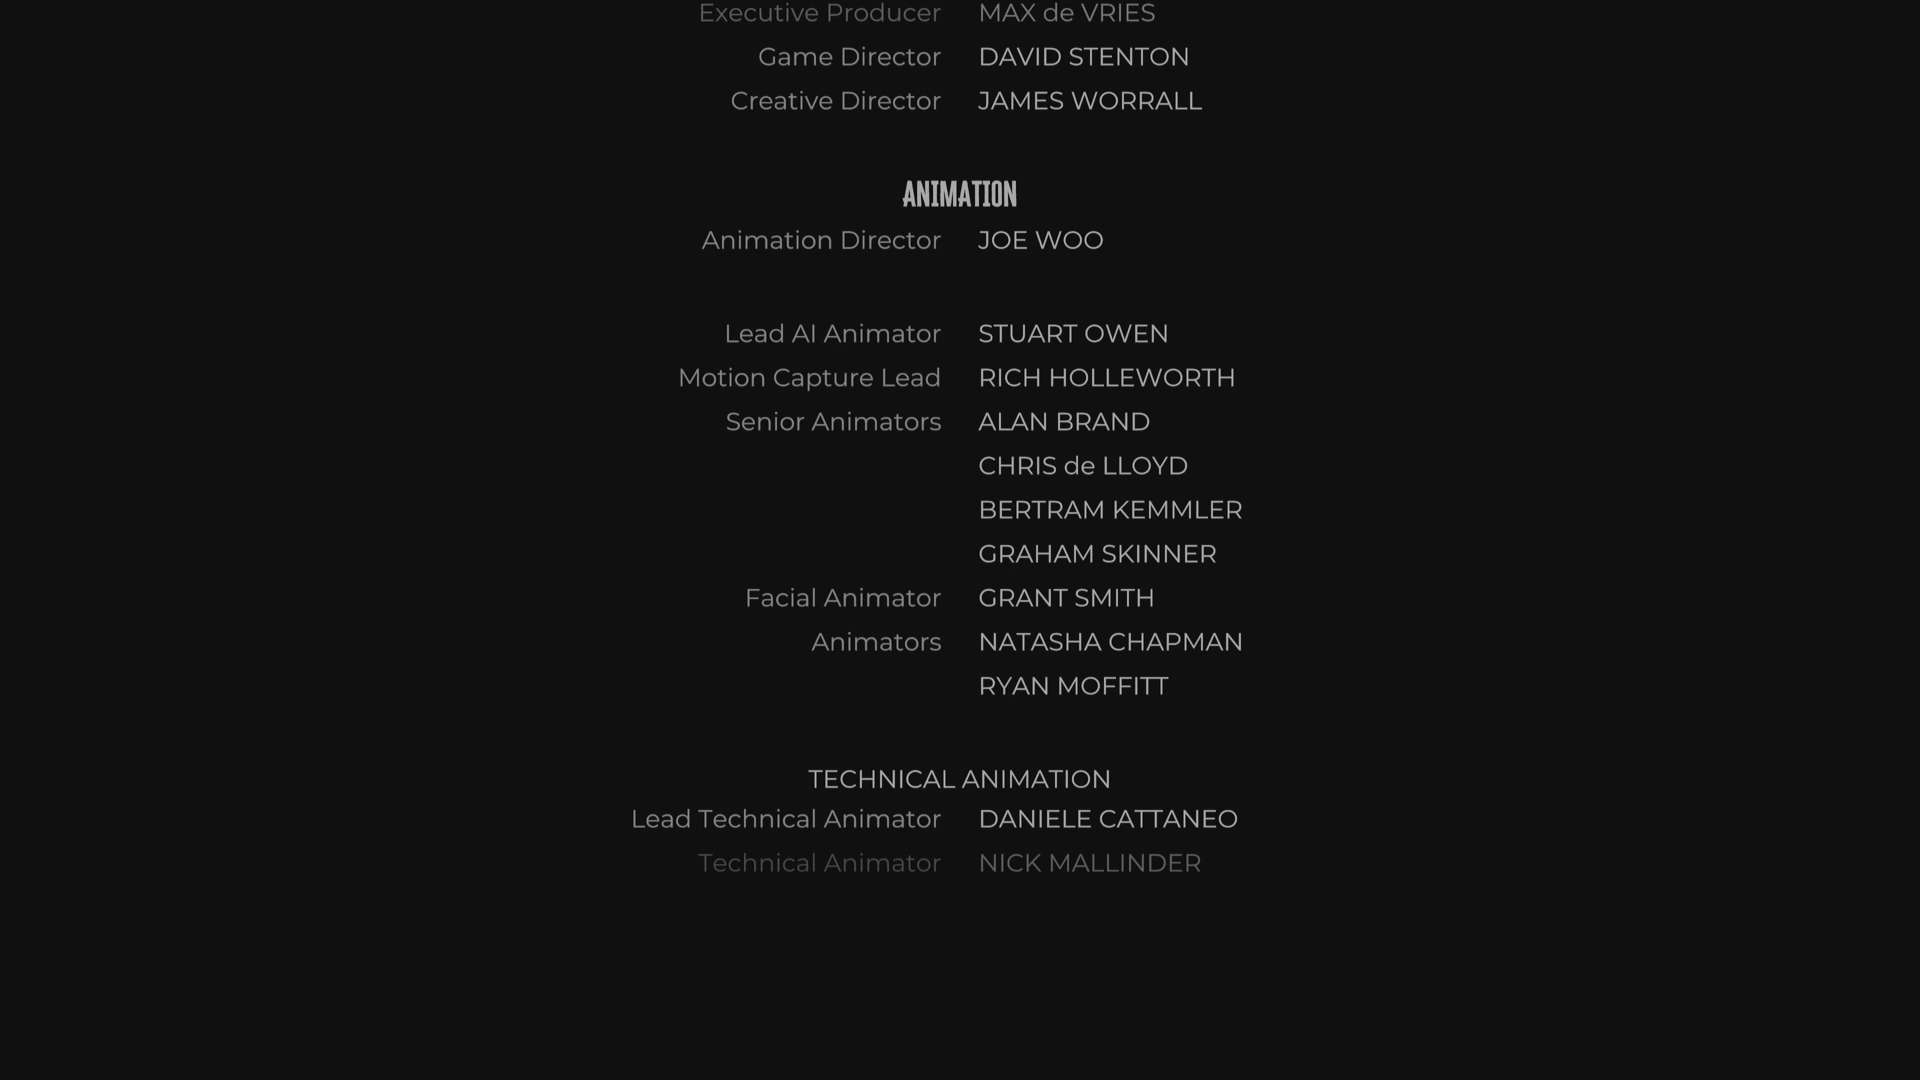 Executive Producer MAX de VRIES
Game Director DAVID STENTON
Creative Director JAMES WORRALL
ANIMATION
Animation Director JOE WOO
Lead AI Animator STUART OWEN
Motion Capture Lead RICH HOLLEWORTH
Senior Animators ALAN BRAND
CHRIS de LLOYD
BERTRAM KEMMLER
GRAHAM SKINNER
Facial Animator GRANT SMITH
Animators NATASHA CHAPMAN
RYAN MOFFITT
TECHNICAL ANIMATION
Lead Technical Animator DANIELE CATTANEO
Technical Animator NICK MALLINDER